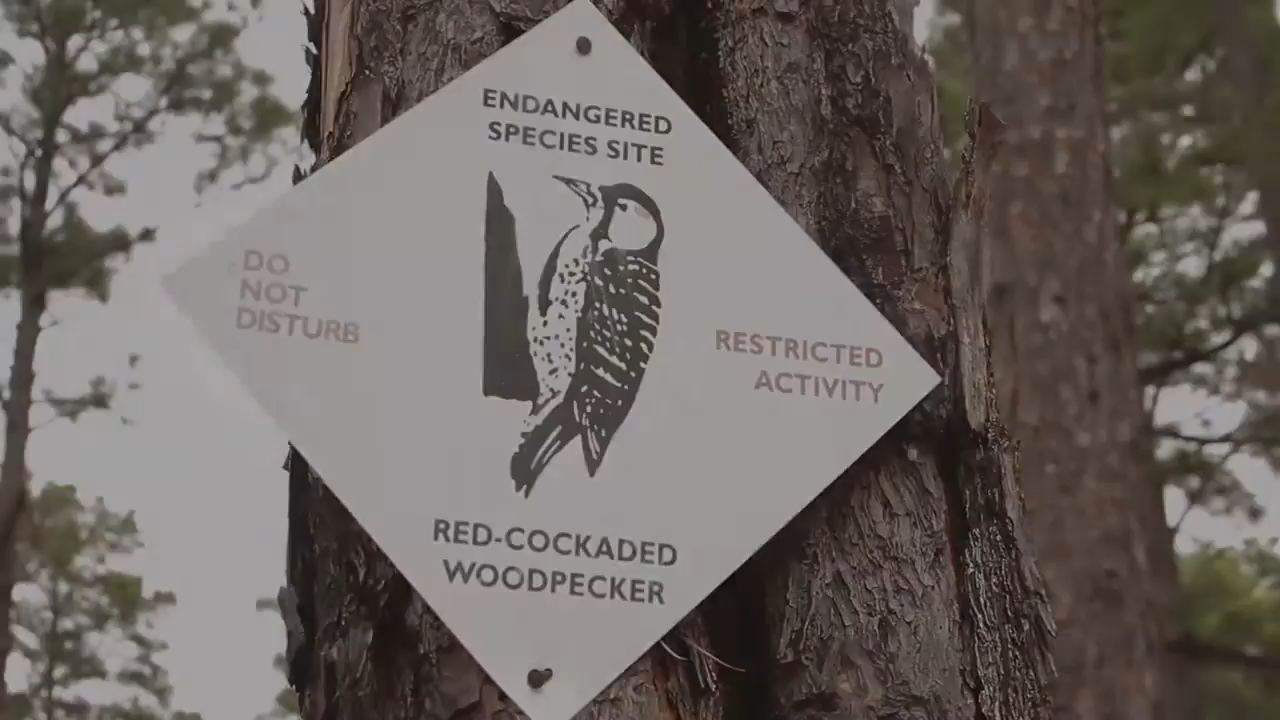 ENDANGERED
SPECIES SITE
DO
NOT
DISTURB
RESTRICTED
ACTIVITY
RED-COCKADED
WOODPECKER